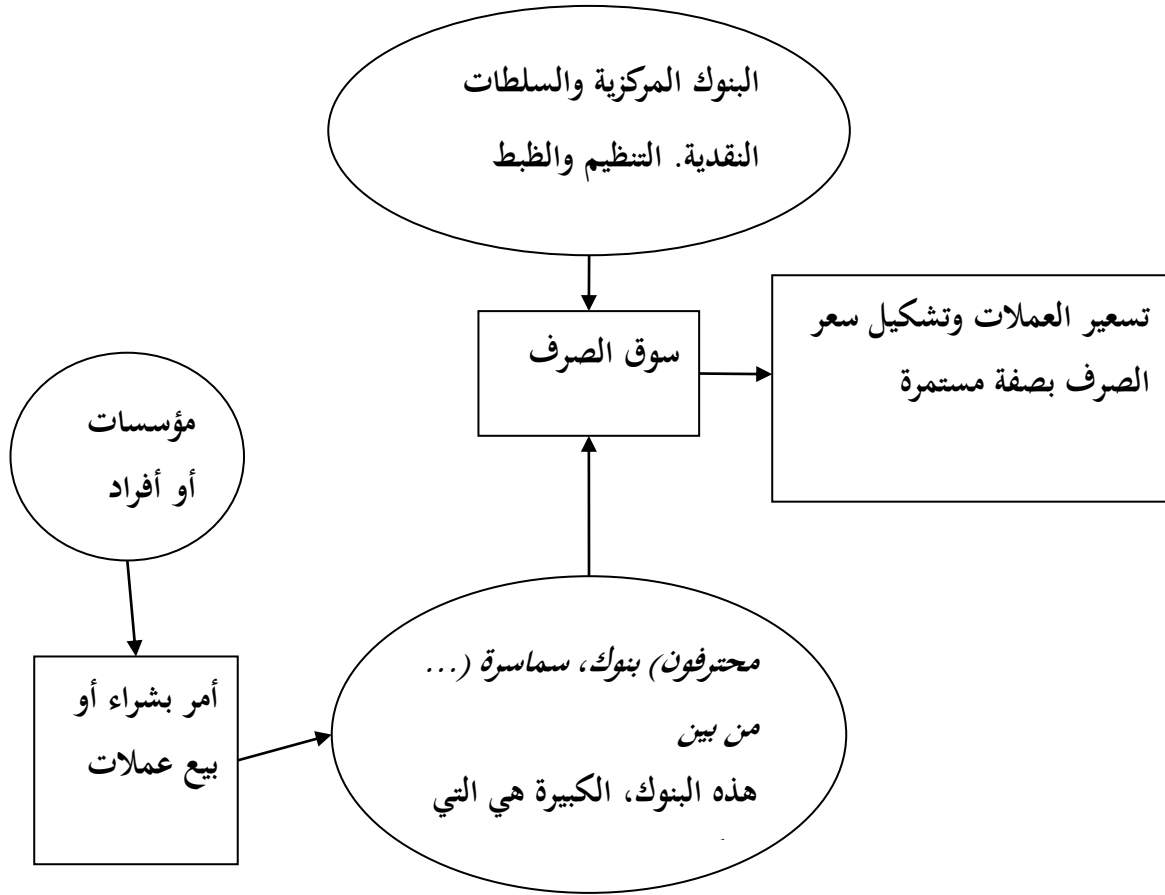 البنوك المركزية والسلطات
النقدية. التنظيم والظبط
تسعير العملات وتشكيل سعر
الصرف بصفة مستمرة
سوق الصرف
مؤسسات
أو أفراد
أمر بشراء أو
بيع عملات
محترفون) بنوك، سماسرة (...
من بين
هذه البنوك، الكبيرة هي التي